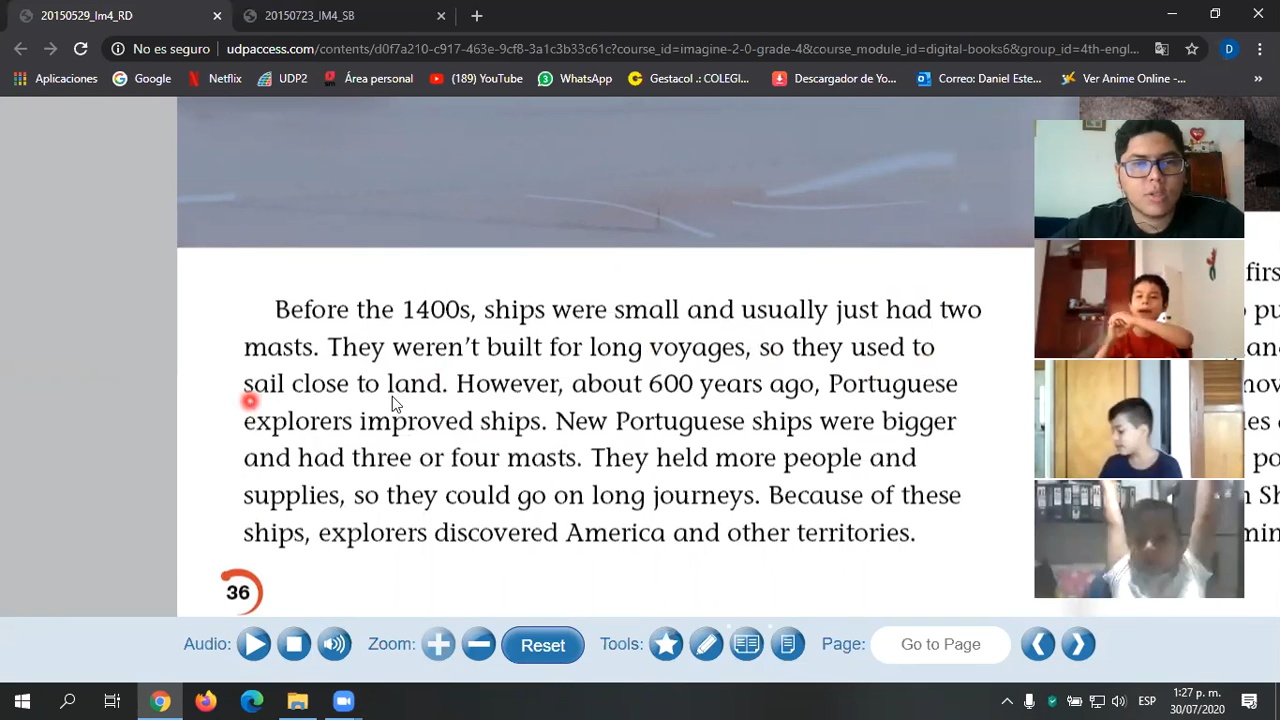 20150529_Im4_RD
20150723_IM4_SB
No es seguro
udpaccess.com/contents/d0f7a210-c917-463e-9cf8-3a1c3b33c61c?course_id=imagine-2-0-grade-4&course_module_id=digital-books6&group_id=4th-engl...
D
Aplicaciones
Google
Netflix
UDP2
Área personal
(189) YouTube
WhatsApp
Gestacol .: COLEGI...
Desgargador de Yo...
Correo: Daniel Este...
Ver Anime Online -...
»
Before the 1400s, ships were small and usually just had two
masts. They weren't built for long voyages, so they used to
sail close to land. However, about 600 years ago, Portuguese
explorers improved ships. New Portuguese ships were bigger
and had three or four masts. They held more people and
supplies, so they could go on long journeys. Because of these
ships, explorers discovered America and other territories.
36
Audio:
Zoom:
Reset
Tools:
Page:
Go to Page
ESP
1:27 p. m.
30/07/2020